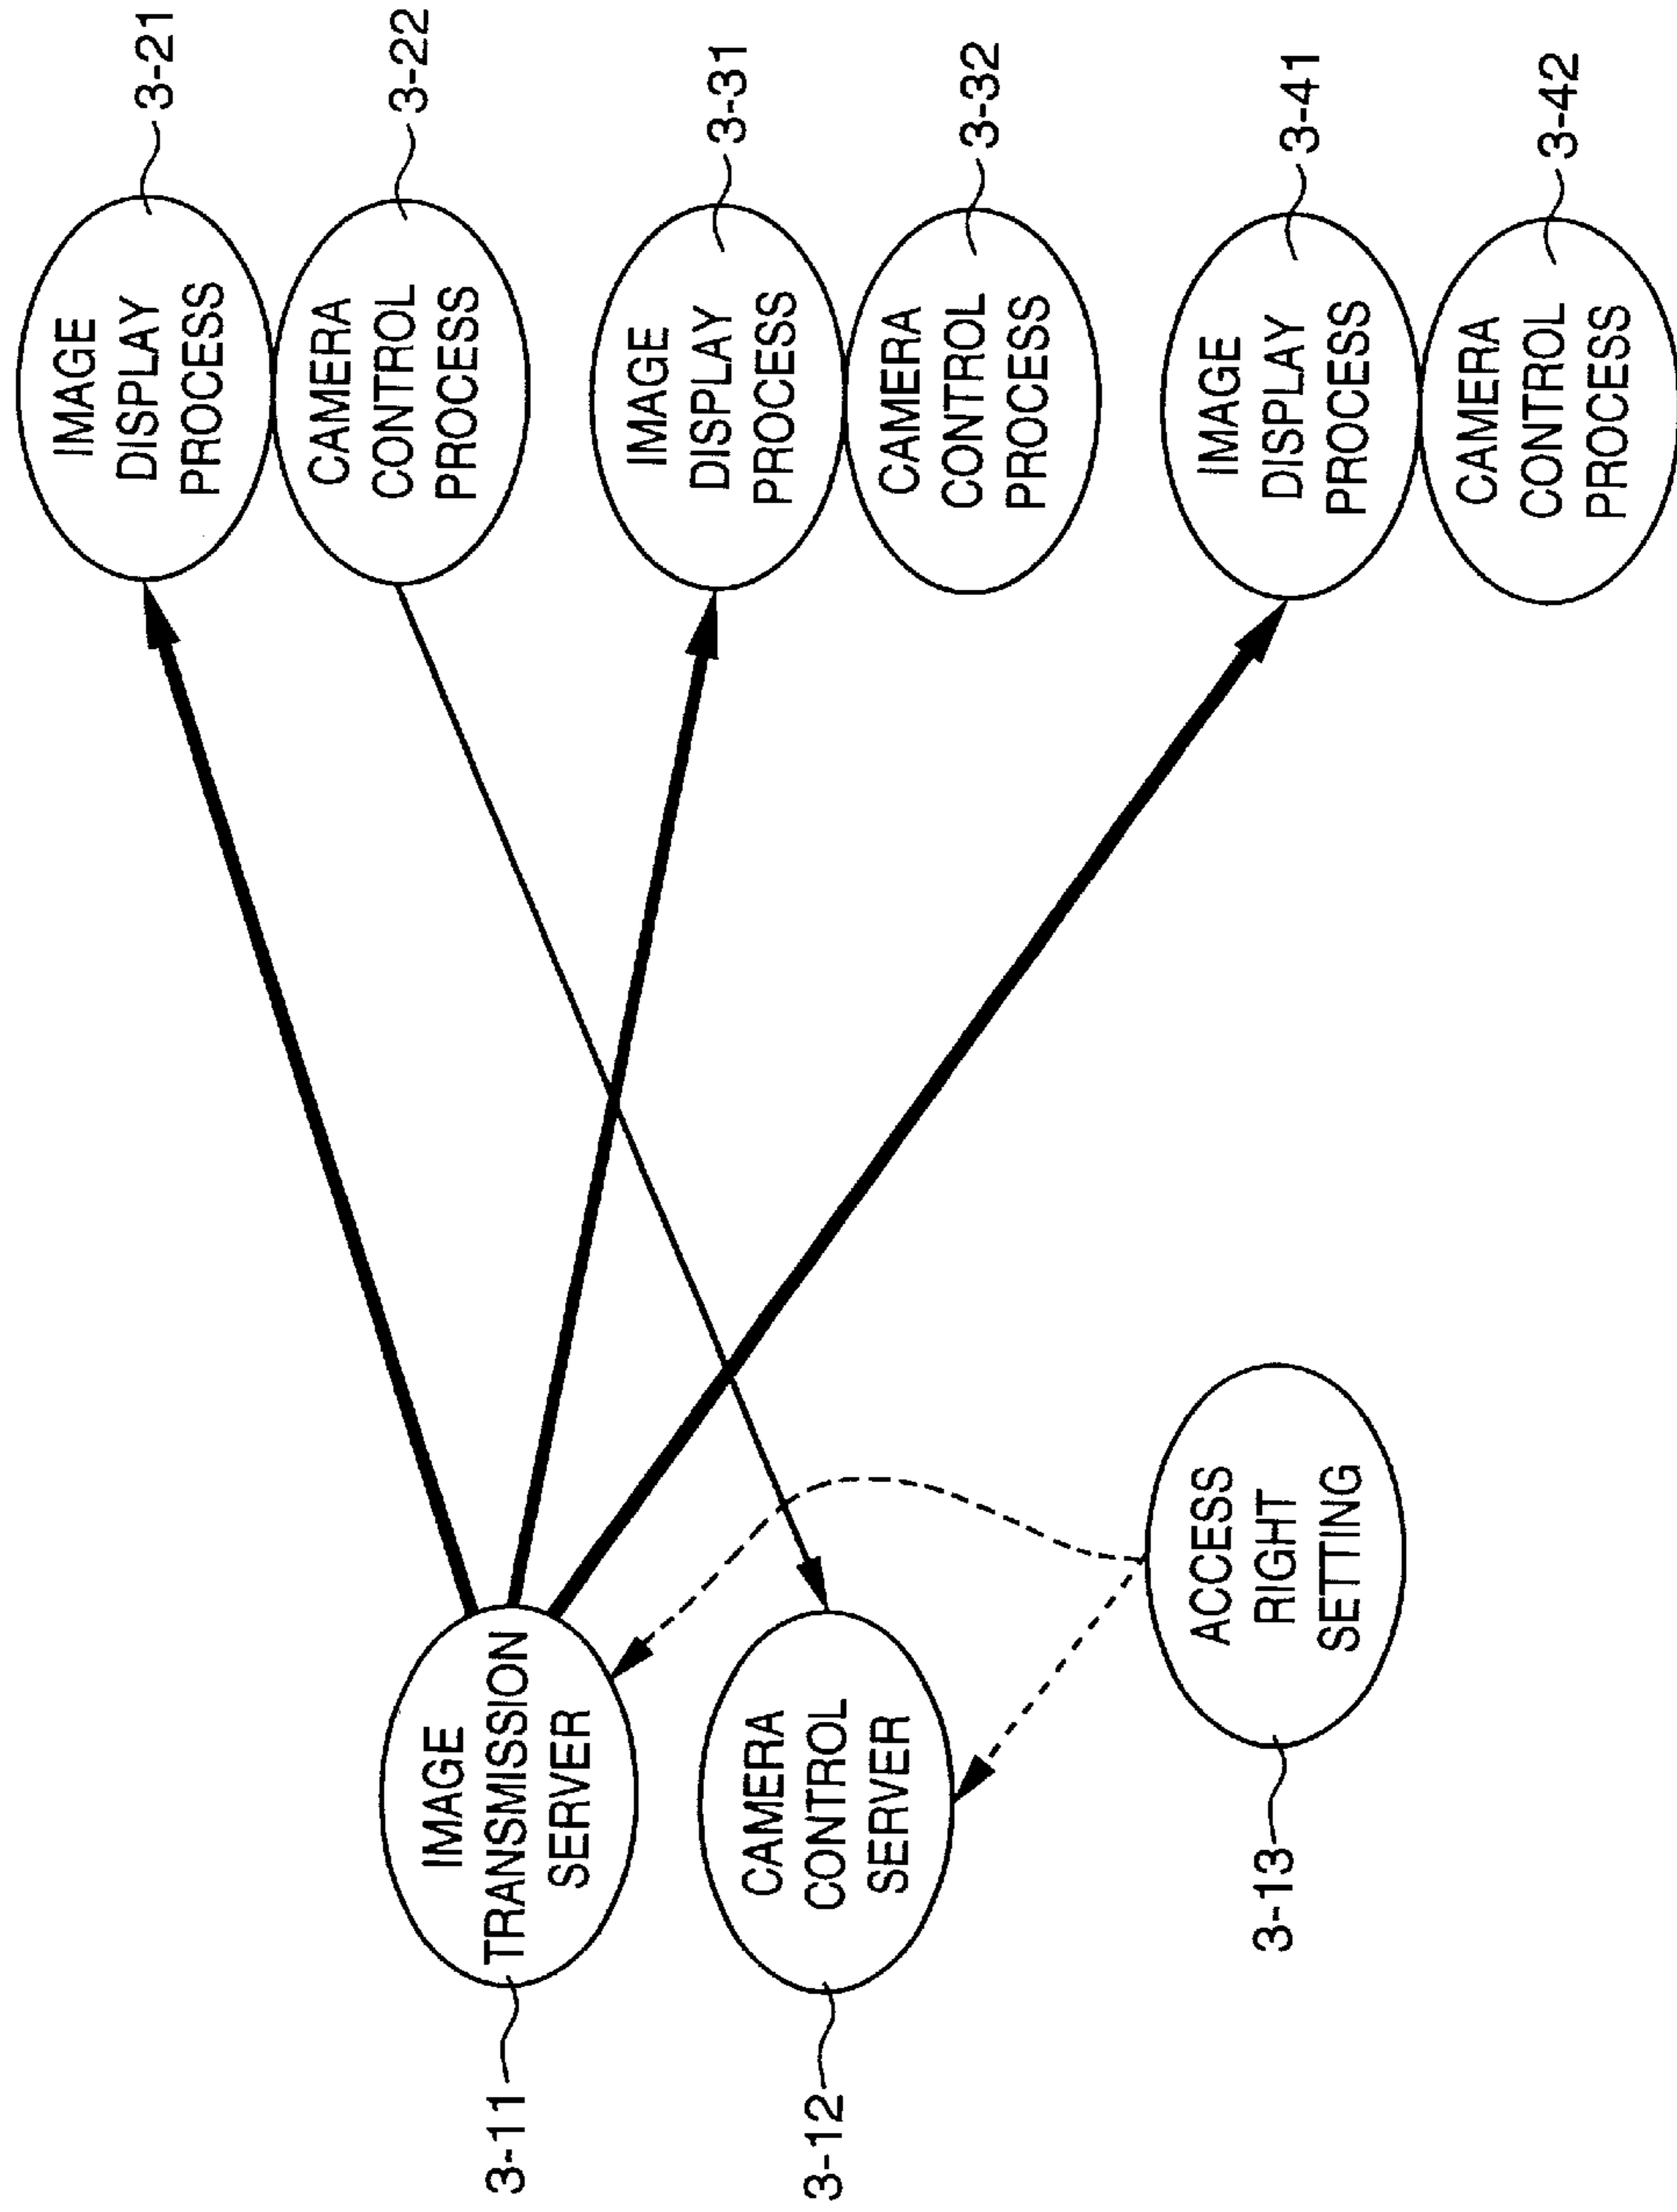 IMAGE
TRANSMISSION
SERVER
3-11
CAMERA
CONTROL
SERVER
3-12
ACCESS
RIGHT
SETTING
3-13
IMAGE
DISPLAY
PROCESS
3-21
CAMERA
CONTROL
PROCESS
3-22
IMAGE
DISPLAY
PROCESS
3-31
CAMERA
CONTROL
PROCESS
3-32
IMAGE
DISPLAY
PROCESS
3-41
CAMERA
CONTROL
PROCESS
3-42